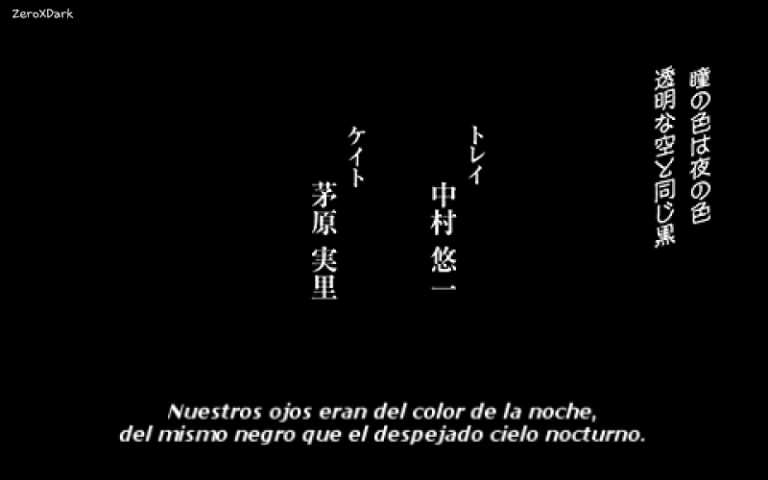 ZeroXDark
瞳の色は夜の色
透明な空と同じ黒
トレイ
中村 悠一
ケイト
茅原 実里
Nuestros ojos eran del color de la noche,
del mismo negro que el despejado cielo nocturno.